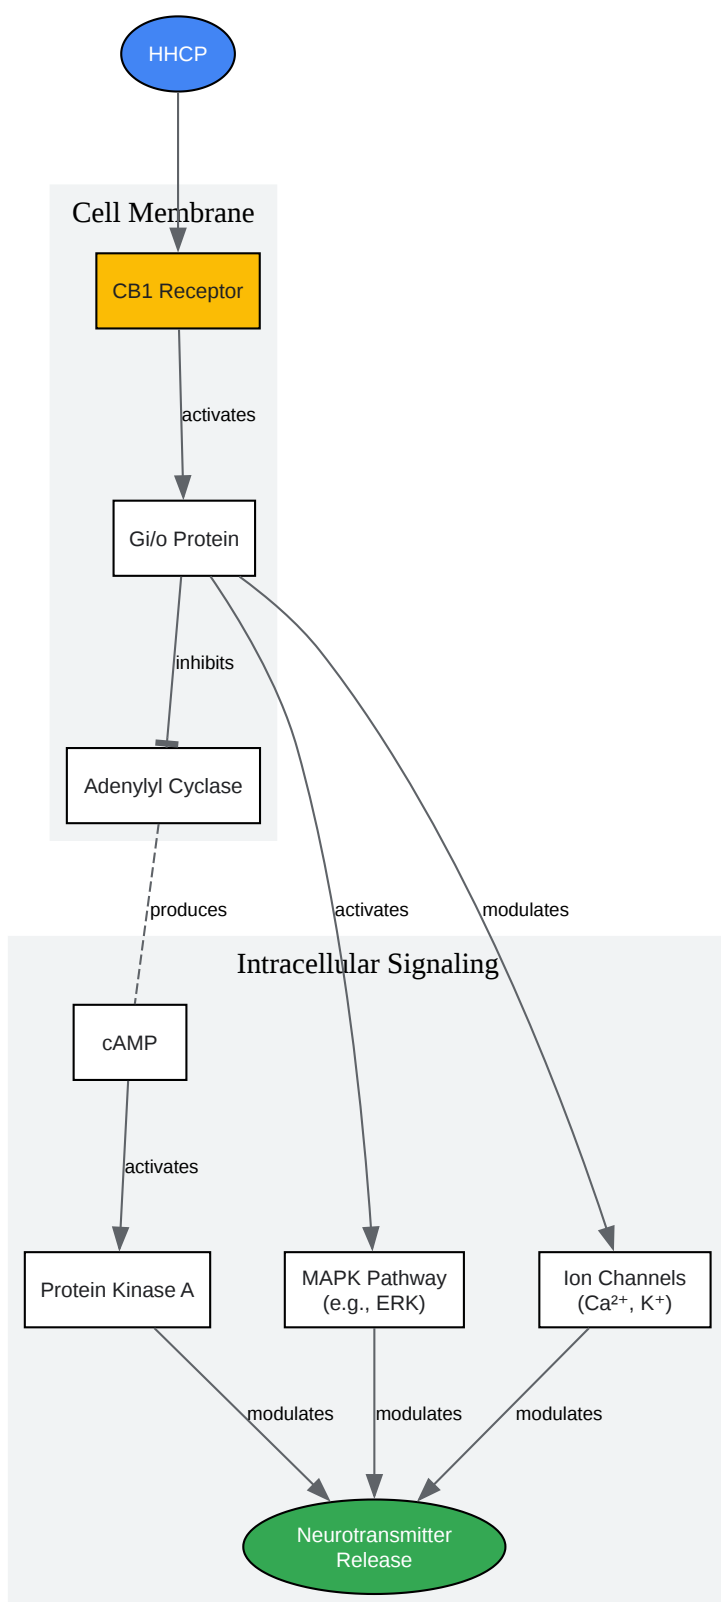 HHCP
Cell Membrane
CB1 Receptor
activates
Gi/o Protein
inhibits
Adenylyl Cyclase
produces
activates
modulates
Intracellular Signaling
cAMP
activates
Protein Kinase A
MAPK Pathway
(e.g., ERK)
Ion Channels
(Ca²⁺, K⁺)
modulates
modulates
modulates
Neurotransmitter
Release